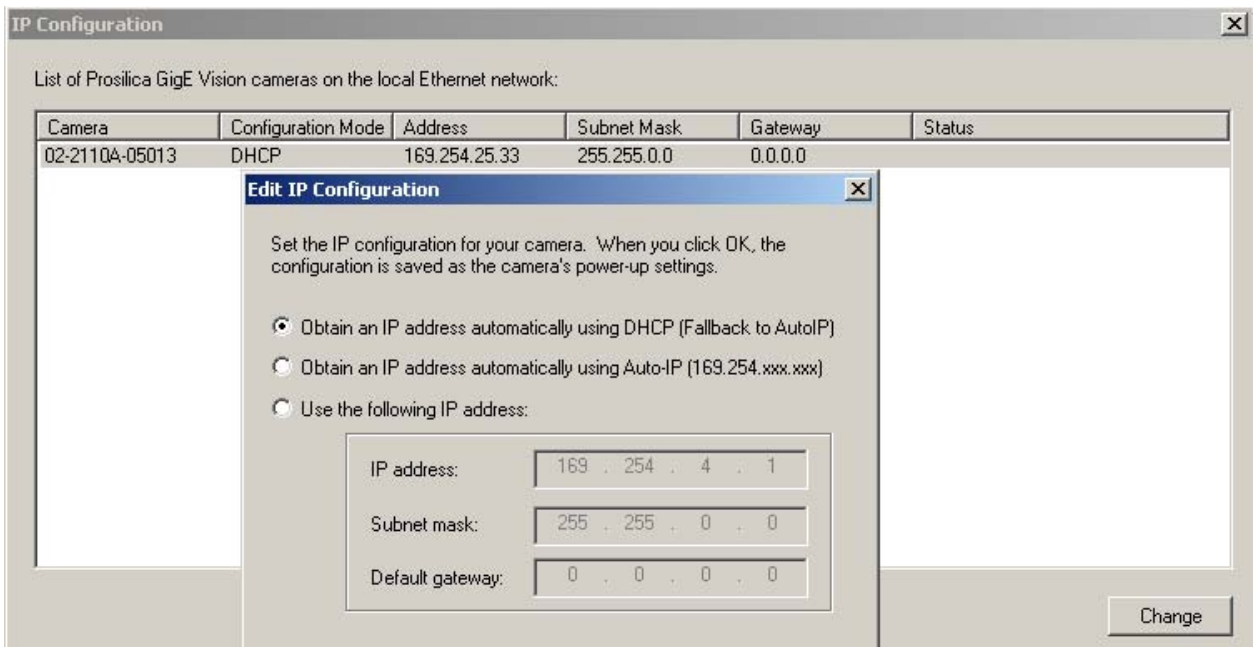 IP Configuration
List of Prosilica GigE Vision cameras on the local Ethernet network:
Camera Configuration Mode Address Subnet Mask Gateway Status
02-2110A-05013 DHCP 169.254.25.33 255.255.0.0 0.0.0.0
Edit IP Configuration
Set the IP configuration for your camera. When you click OK, the
configuration is saved as the camera's power-up settings.
Obtain an IP address automatically using DHCP (Fallback to AutoIP)
Obtain an IP address automatically using Auto-IP (169.254.xxx.xxx)
Use the following IP address:
IP address: 169 . 254 . 4 . 1
Subnet mask: 255 . 255 . 0 . 0
Default gateway: 0 . 0 . 0 . 0
Change